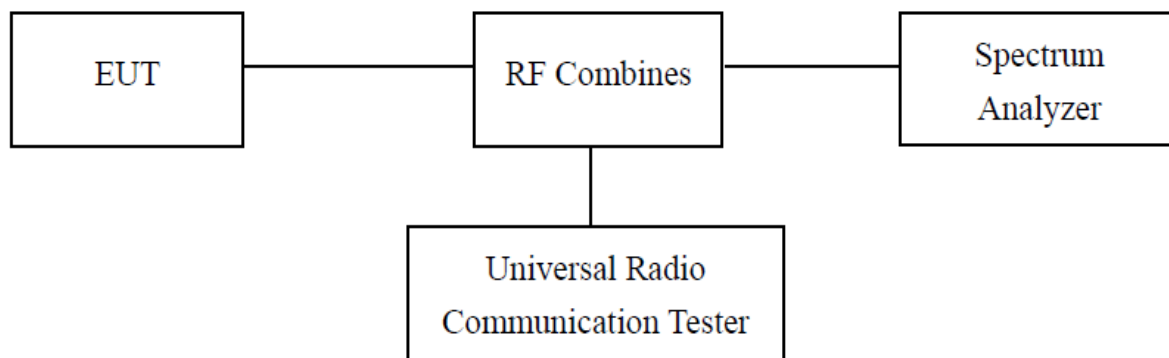 EUT
RF Combines
Spectrum
Analyzer
Universal Radio
Communication Tester